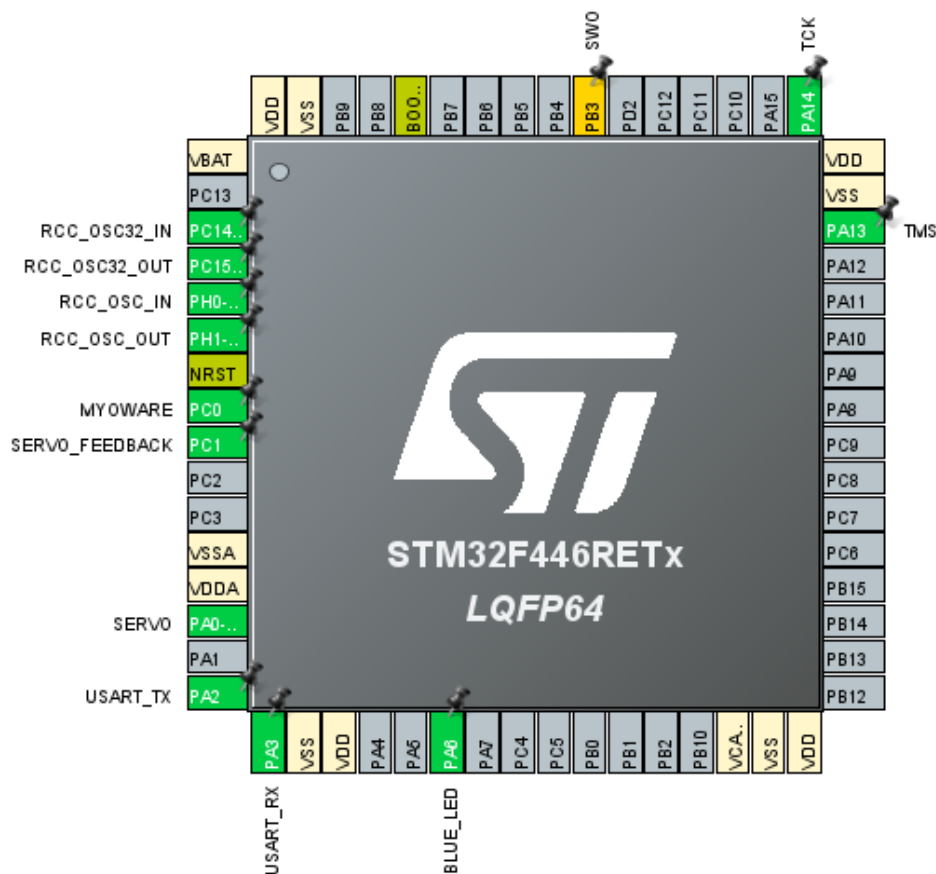 SWO
TCK
VDD
VSS
PB9
PB8
BOO..
PB7
PB6
PB5
PB4
PB3
PD2
PC12
PC11
PC10
PA15
PA14
VBAT
PC13
RCC_OSC32_IN PC14..
RCC_OSC32_OUT PC15..
RCC_OSC_IN PH0-..
RCC_OSC_OUT PH1-..
NRST
MYOWARE PC0
SERVO_FEEDBACK PC1
PC2
PC3
VSSA
VDDA
SERVO PA0-..
PA1
USART_TX PA2
ST
STM32F446RETx
LQFP64
VDD
VSS
PA13 TMS
PA12
PA11
PA10
PA9
PA8
PC9
PC8
PC7
PC6
PB15
PB14
PB13
PB12
PA3
VSS
VDD
PA4
PA5
PA6
PA7
PC4
PC5
PB0
PB1
PB2
PB10
VCA..
VSS
VDD
USART_RX
BLUE_LED